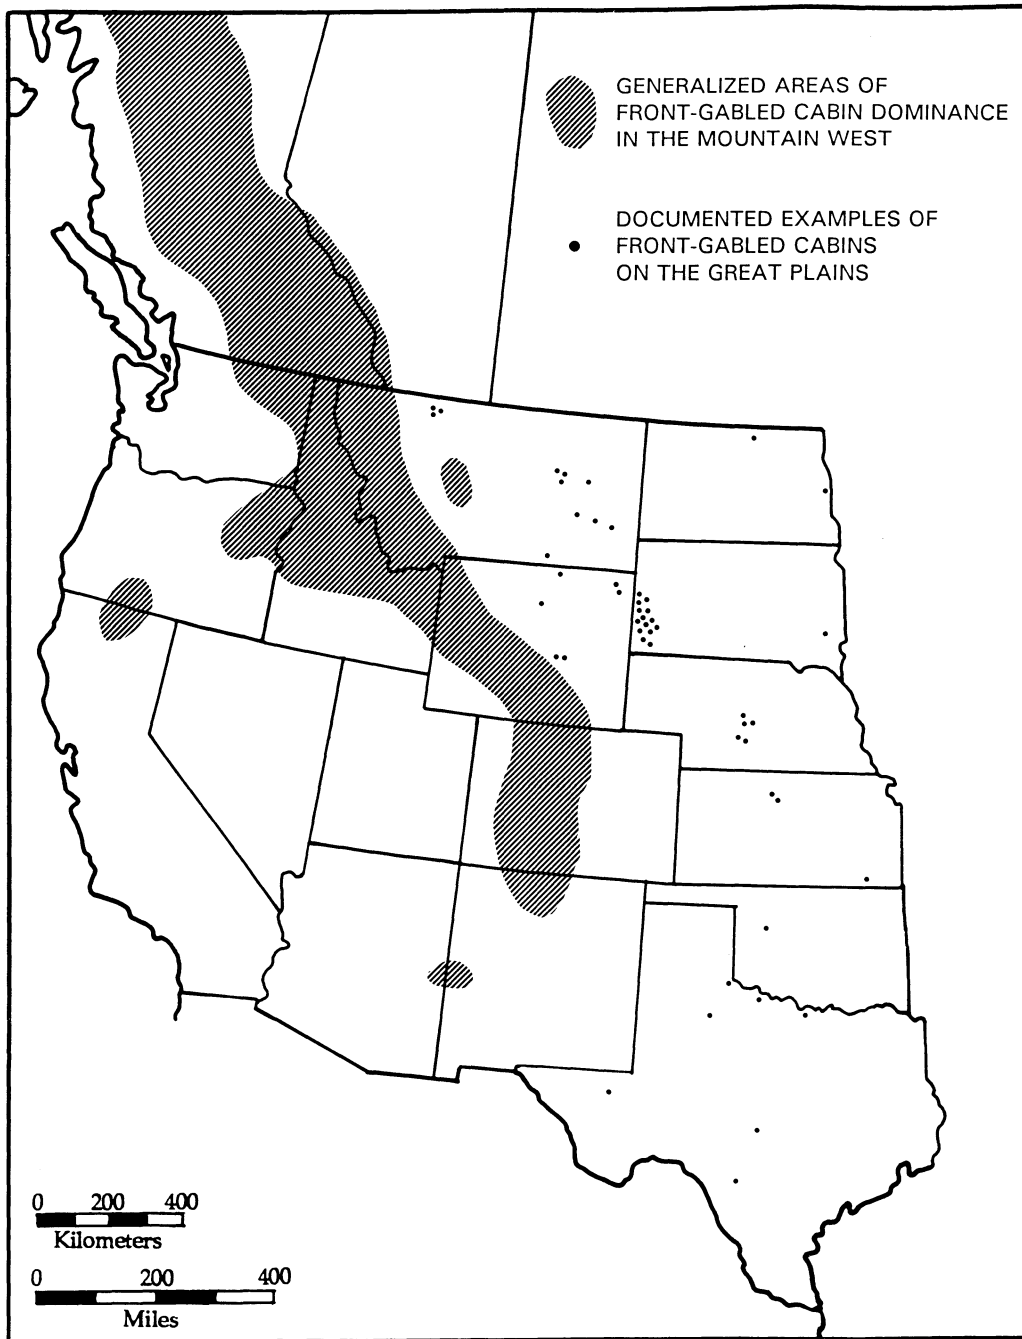 GENERALIZED AREAS OF
FRONT-GABLED CABIN DOMINANCE
IN THE MOUNTAIN WEST
DOCUMENTED EXAMPLES OF
FRONT-GABLED CABINS
ON THE GREAT PLAINS
0 200 400
Kilometers
0 200 400
Miles